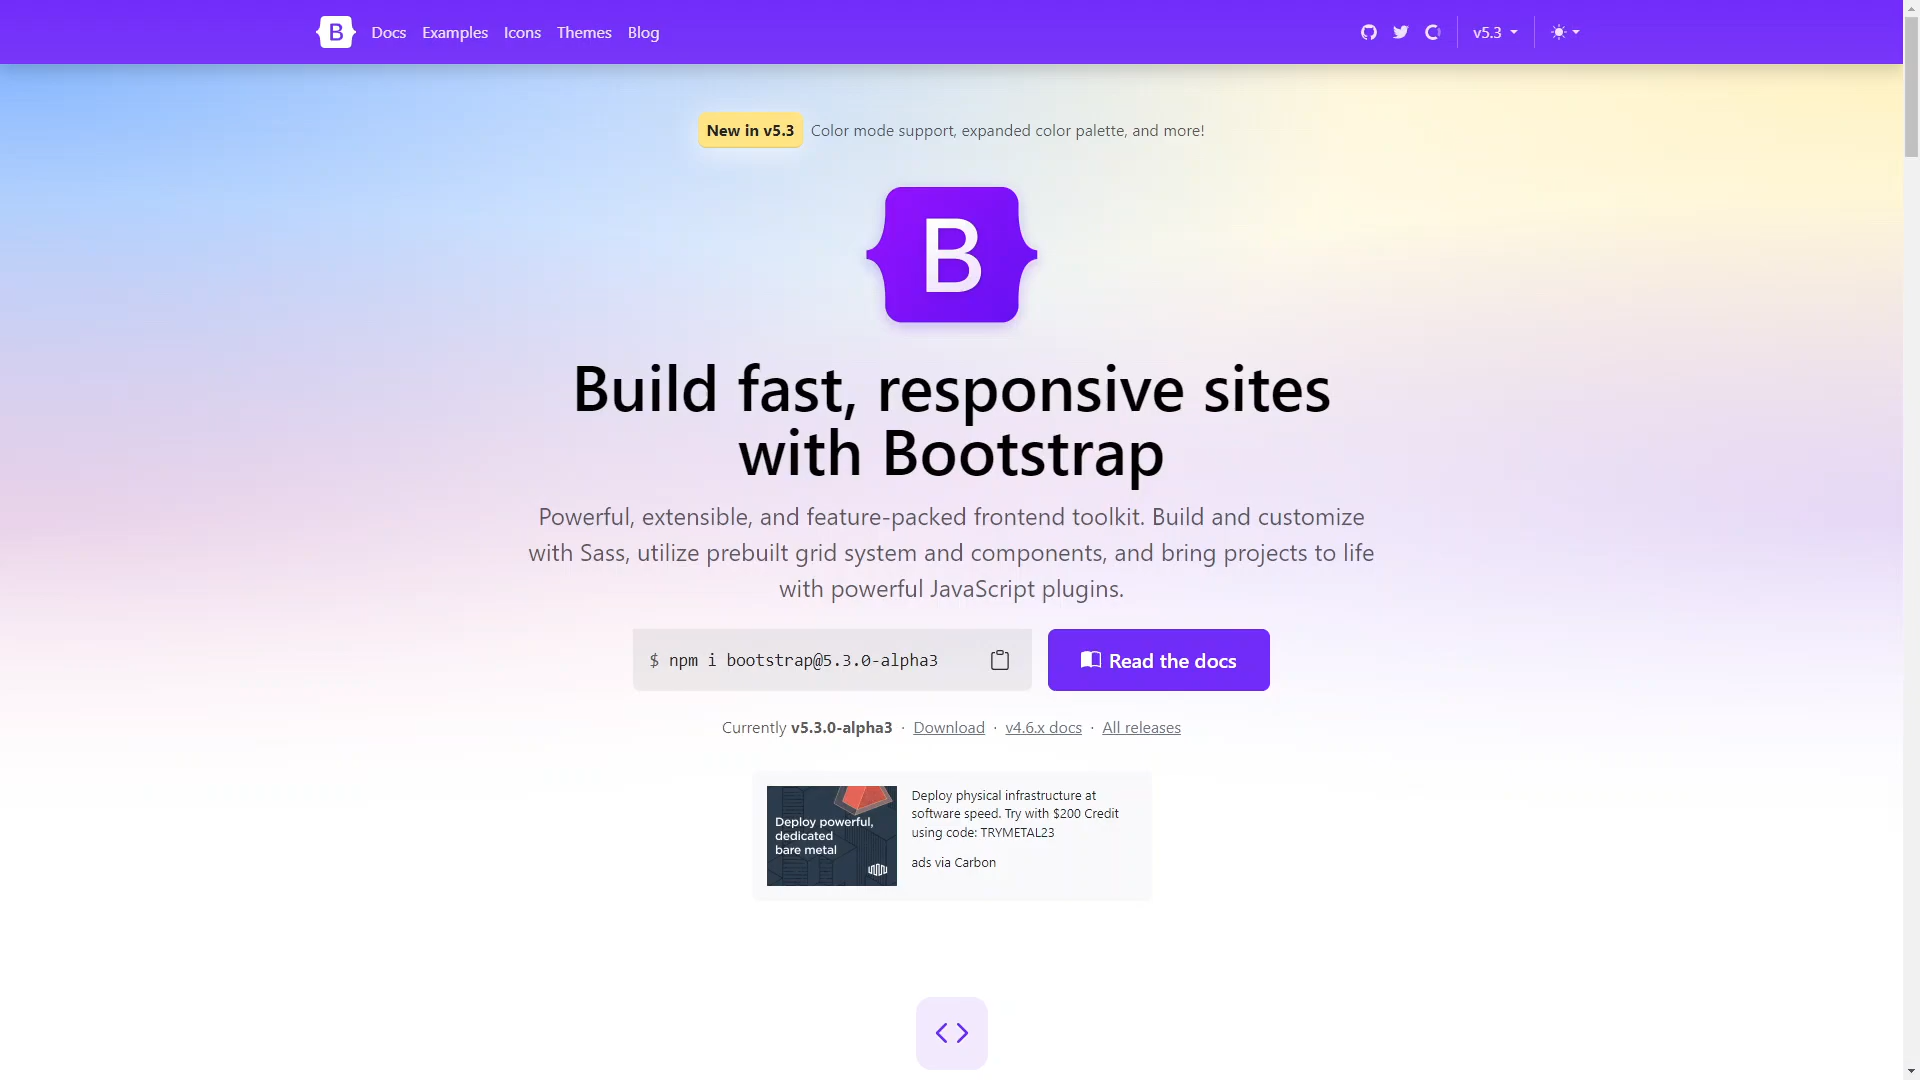 B Docs Examples Icons Themes Blog v5.3
New in v5.3 Color mode support, expanded color palette, and more!
B
Build fast, responsive sites
with Bootstrap
Powerful, extensible, and feature-packed frontend toolkit. Build and customize
with Sass, utilize prebuilt grid system and components, and bring projects to life
with powerful JavaScript plugins.
$ npm i bootstrap@5.3.0-alpha3 Read the docs
Currently v5.3.0-alpha3 · Download · v4.6.x docs · All releases
Deploy powerful,
dedicated
bare metal
Deploy physical infrastructure at
software speed. Try with $200 Credit
using code: TRYMETAL23
ads via Carbon